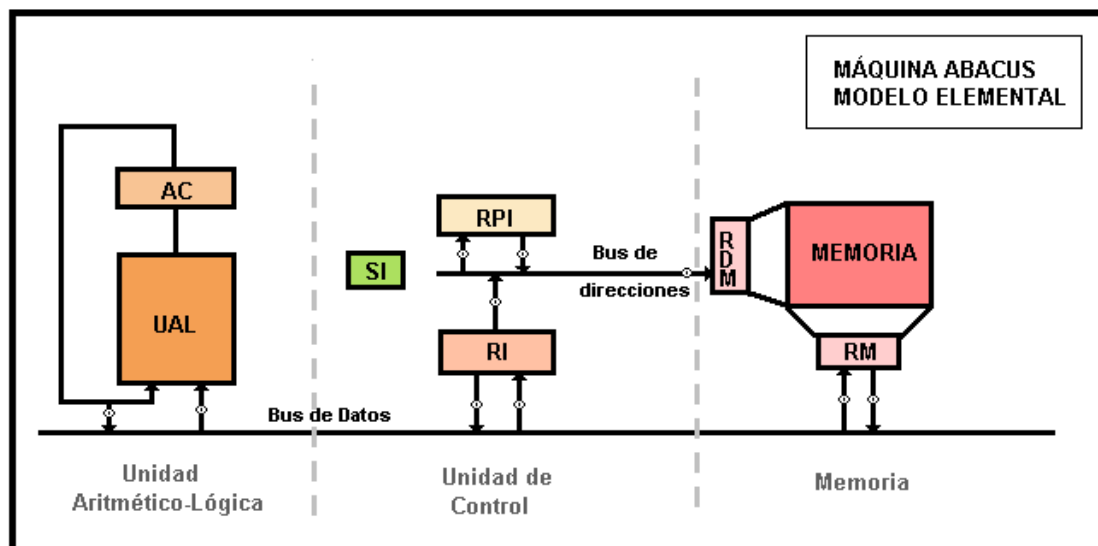 MÁQUINA ABACUS
MODELO ELEMENTAL
AC
UAL
SI
RPI
RI
Bus de
direcciones
RDM
MEMORIA
RM
Bus de Datos
Unidad
Aritmético-Lógica
Unidad de
Control
Memoria